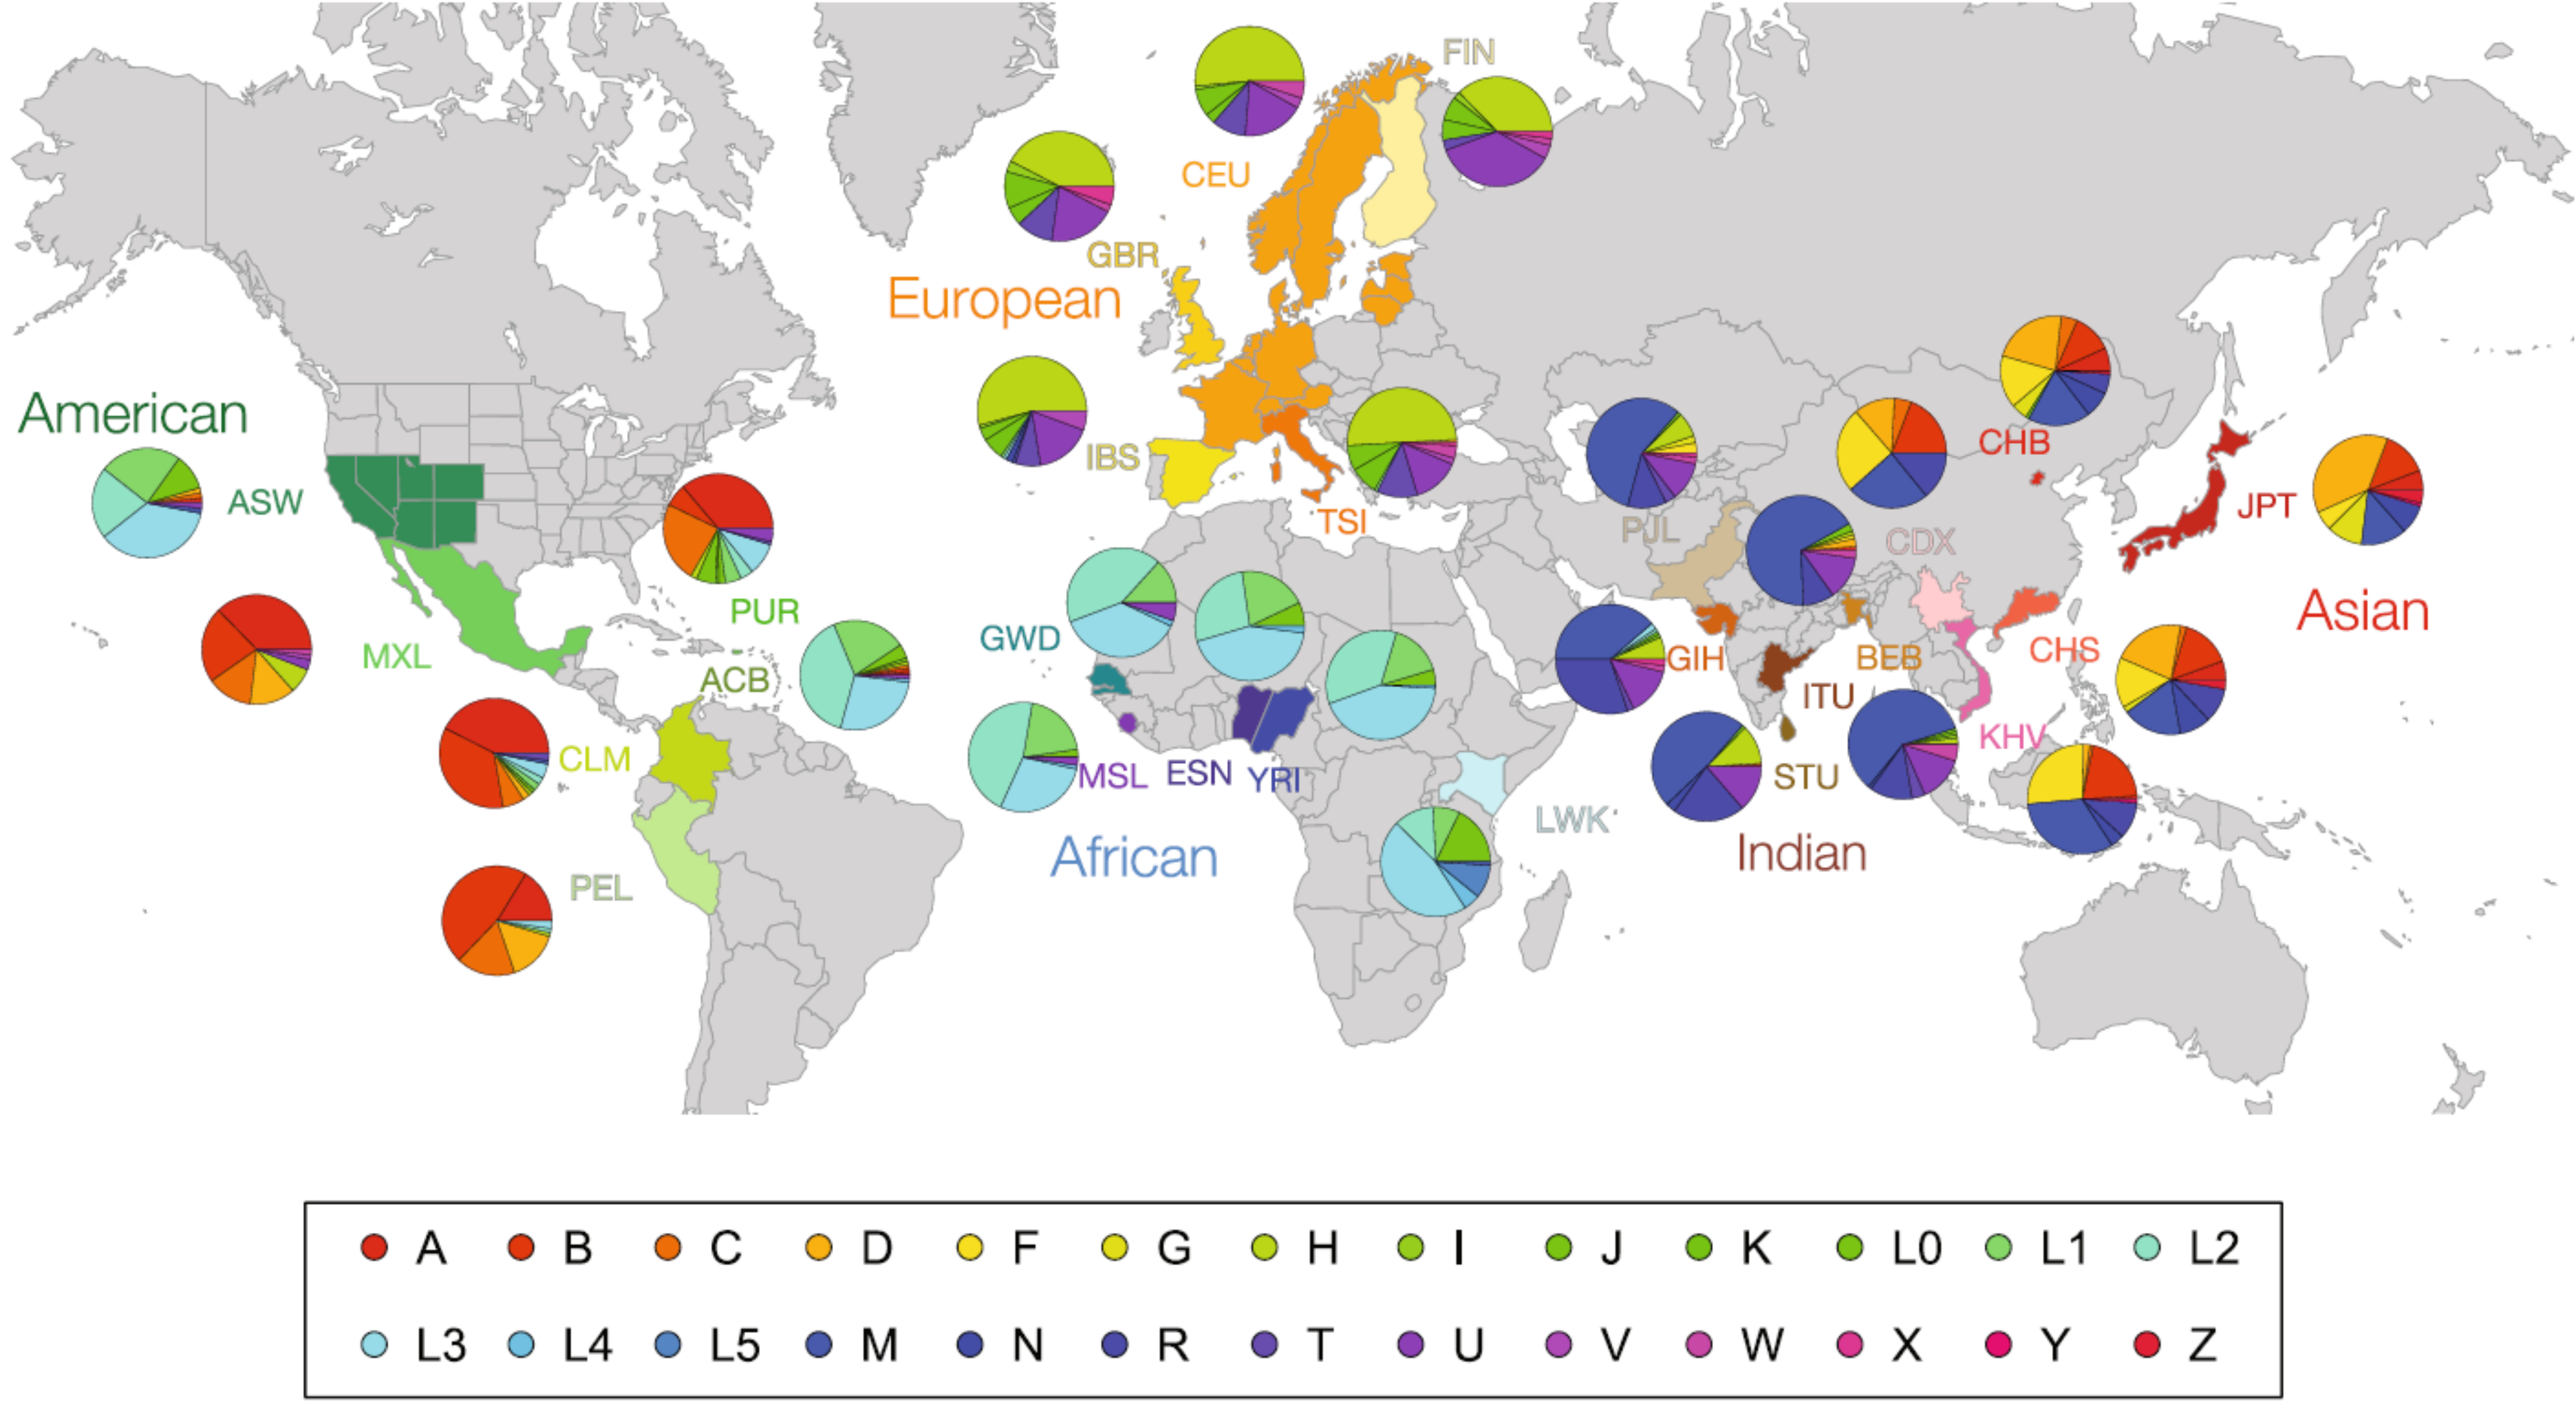 FIN
CEU
GBR
European
American
ASW
IBS
CHB
TSI
PJL
CDX
JPT
PUR
GWD
Asian
MXL
ACB
GIH
BEB
CHS
ITU
KHV
CLM
MSL
ESN
YRI
STU
LWK
African
Indian
PEL
A B C D F G H I J K L0 L1 L2
L3 L4 L5 M N R T U V W X Y Z